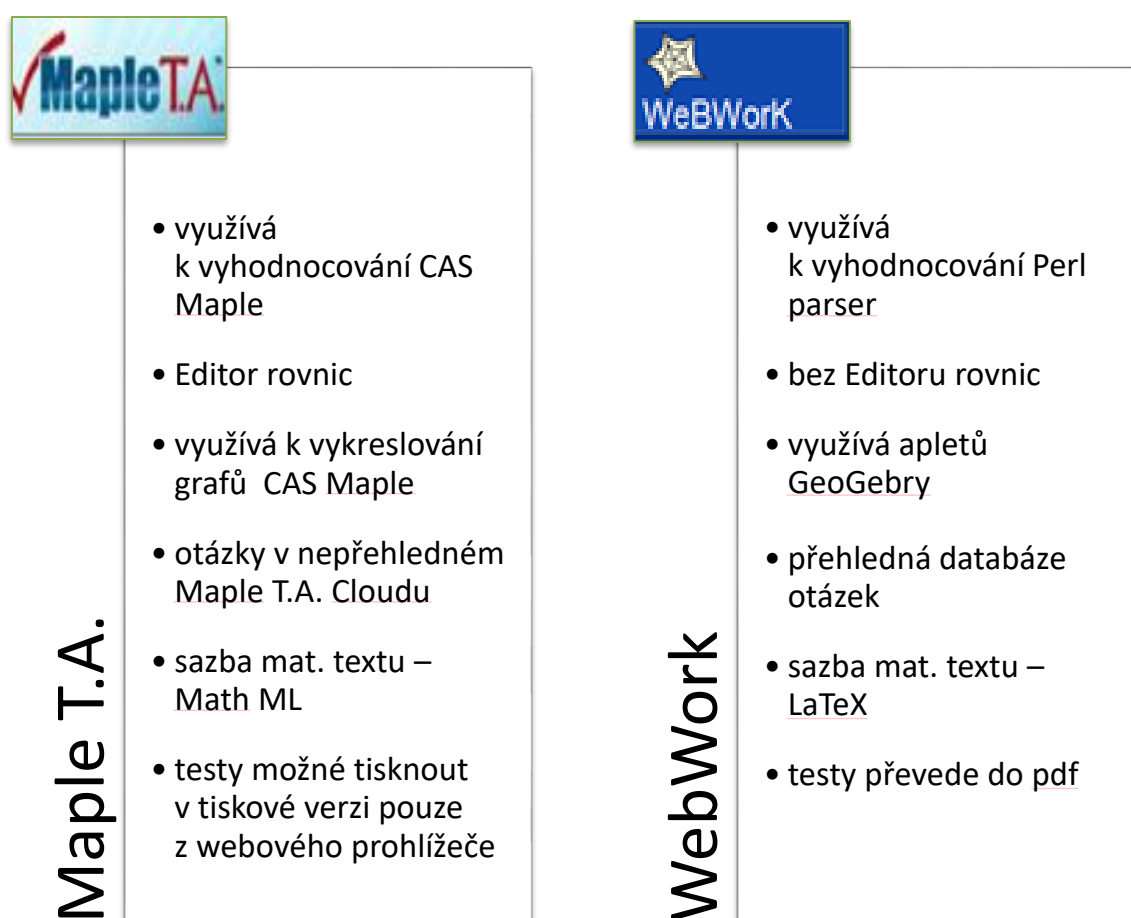 MapleT.A.
• využívá
k vyhodnocování CAS
Maple
• Editor rovnic
• využívá k vykreslování
grafů CAS Maple
• otázky v nepřehledném
Maple T.A. Cloudu
• sazba mat. textu –
Math ML
• testy možné tisknout
v tiskové verzi pouze
z webového prohlížeče
Maple T.A.
WeBWorK
• využívá
k vyhodnocování Perl
parser
• bez Editoru rovnic
• využívá apletů
GeoGebry
• přehledná databáze
otázek
• sazba mat. textu –
LaTeX
• testy převede do pdf
WebWork